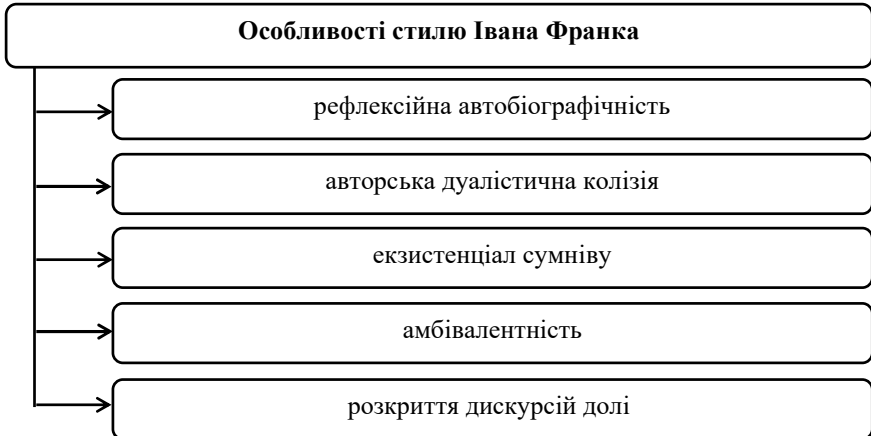 Особливості стилю Івана Франка
рефлексійна автобіографічність
авторська дуалістична колізія
екзистенціал сумніву
амбівалентність
розкриття дискурсій долі